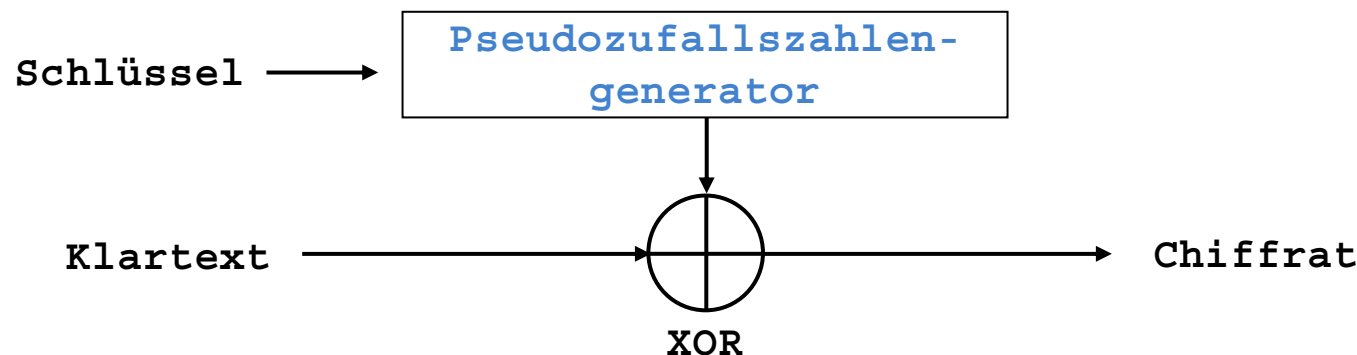 Pseudozufallszahlen-
generator
Schlüssel
Klartext
Chiffrat
XOR